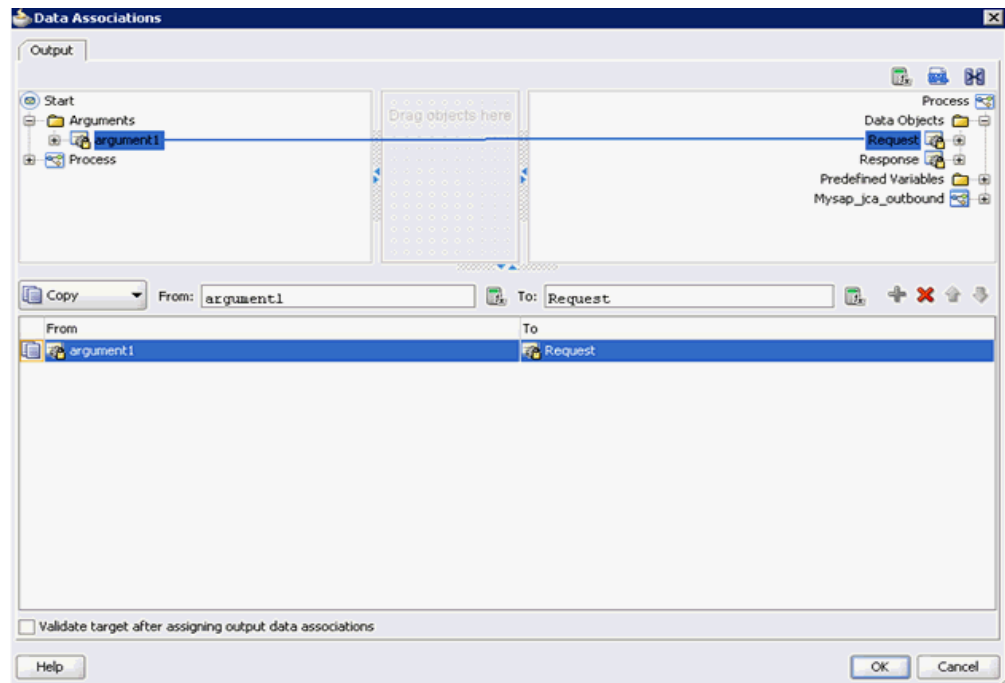 Data Associations
Output
Start
Arguments
argument1
Process
Drag objects here
Process
Data Objects
Request
Response
Predefined Variables
Mysap_jca_outbound
Copy
From: argument1
To: Request
From To
argument1 Request
Validate target after assigning output data associations
Help OK Cancel